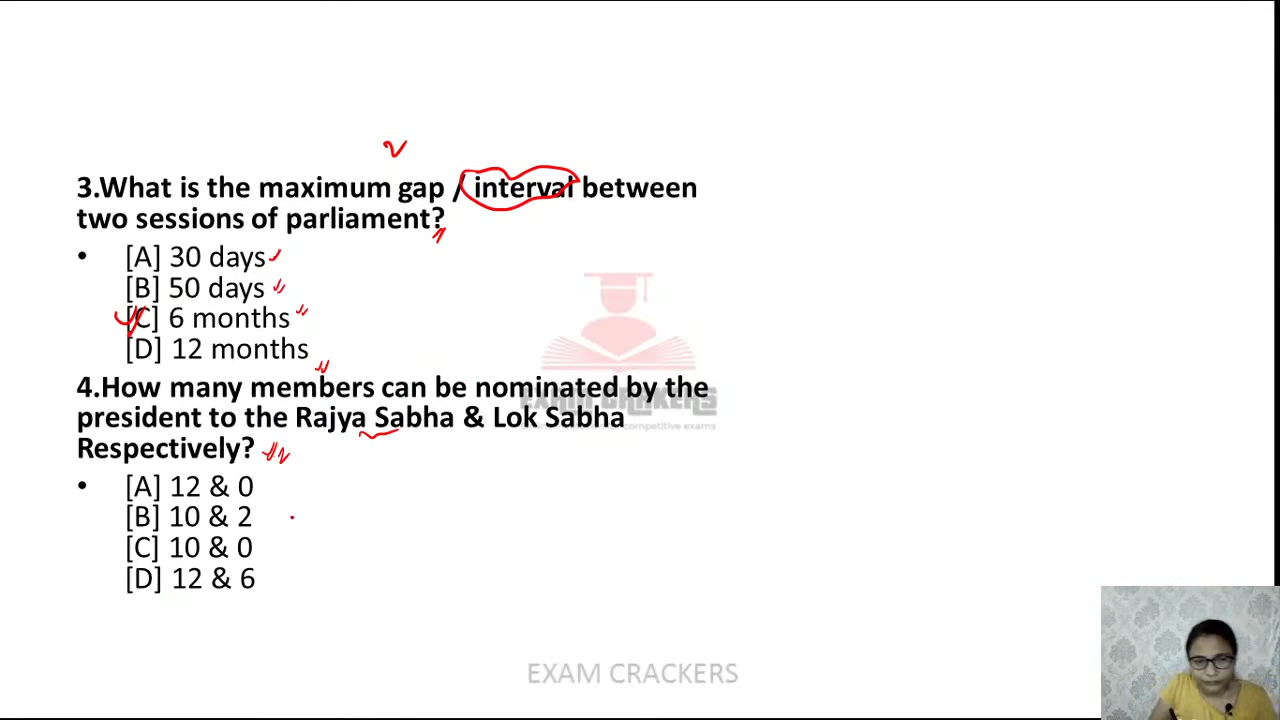 3.What is the maximum gap / interval between
two sessions of parliament?
• [A] 30 days
[B] 50 days
[C] 6 months
[D] 12 months
4.How many members can be nominated by the
president to the Rajya Sabha & Lok Sabha
Respectively?
• [A] 12 & 0
[B] 10 & 2
[C] 10 & 0
[D] 12 & 6
EXAM CRAKERS
EXAM CRACKERS